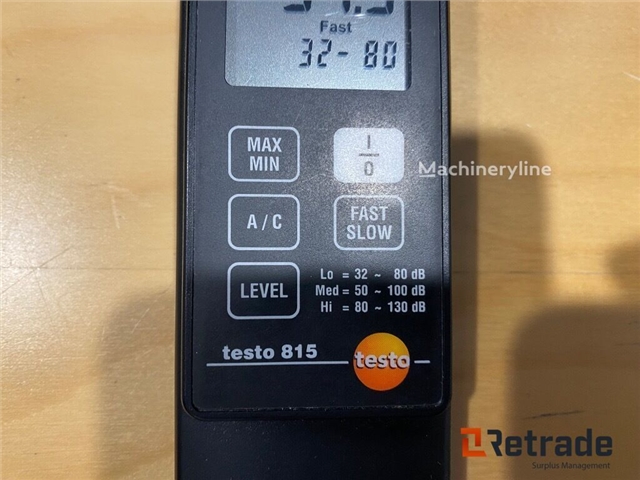 Fast
32- 80
MAX
MIN
I
0
Machineryline
A / C
FAST
SLOW
LEVEL
Lo = 32 ~ 80 dB
Med = 50 ~ 100 dB
Hi = 80 ~ 130 dB
testo 815
testo
Retrade
Surplus Management